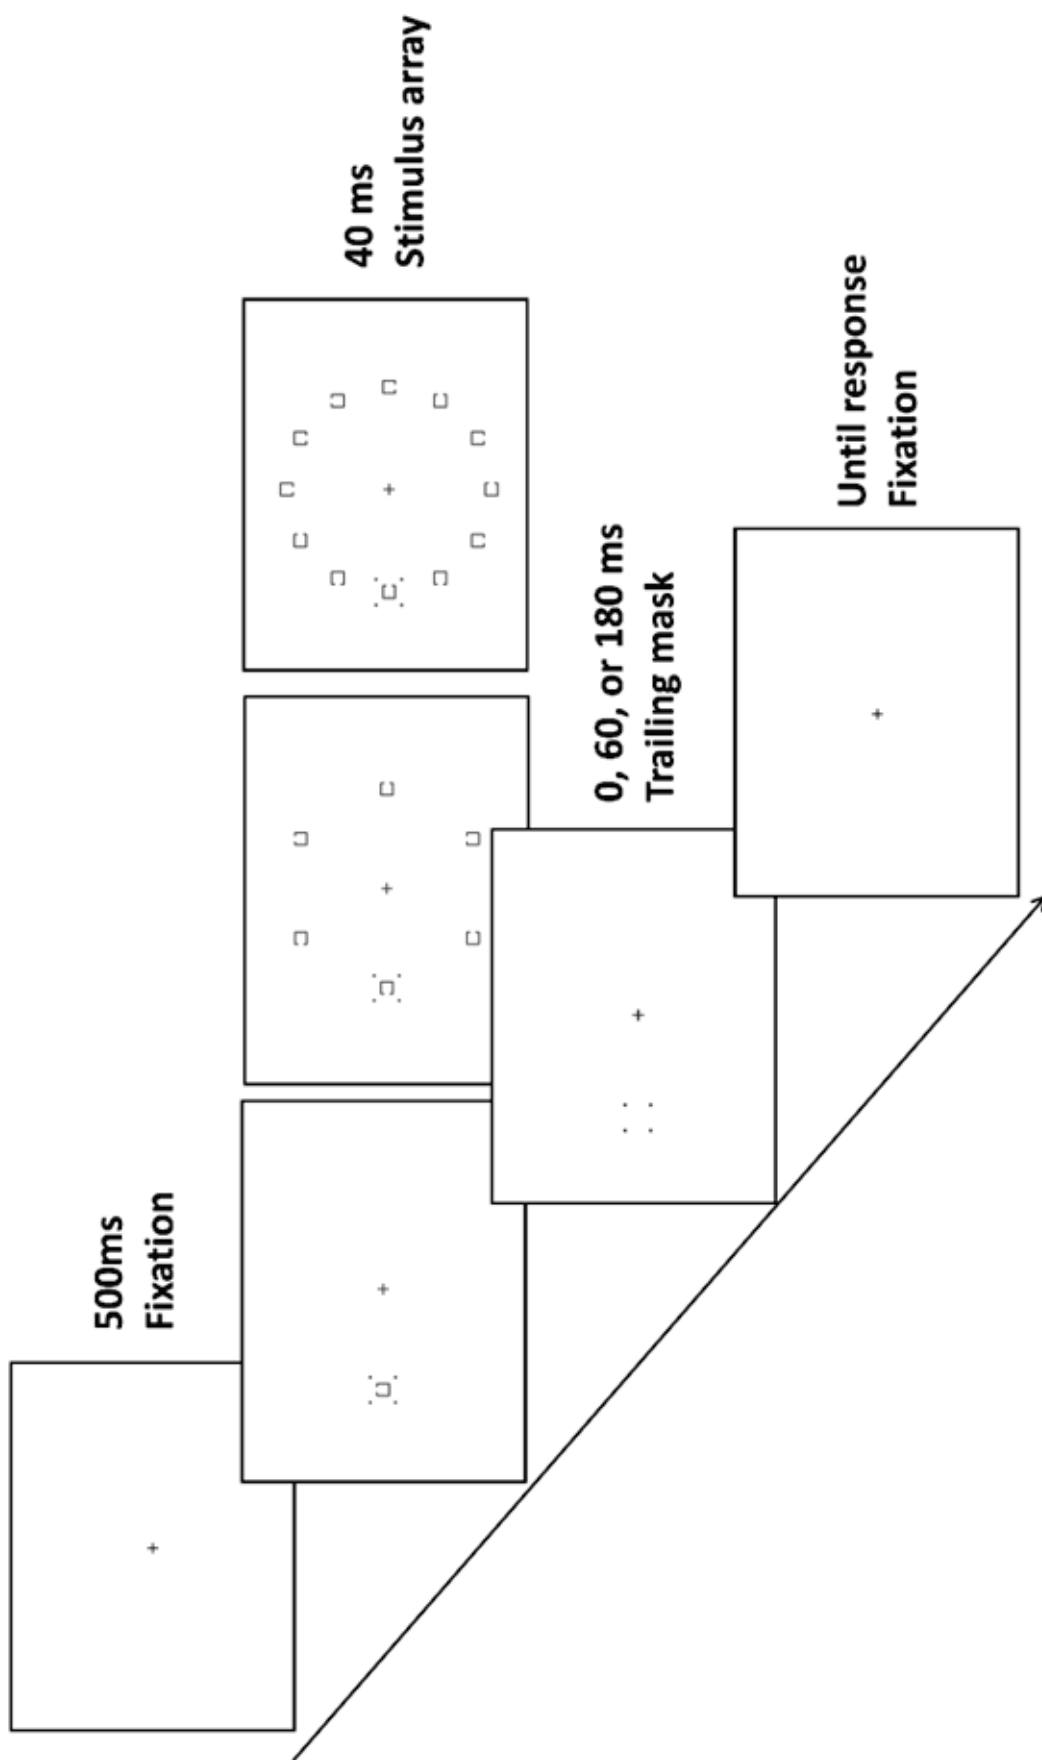 500ms
Fixation
40 ms
Stimulus array
0, 60, or 180 ms
Trailing mask
Until response
Fixation